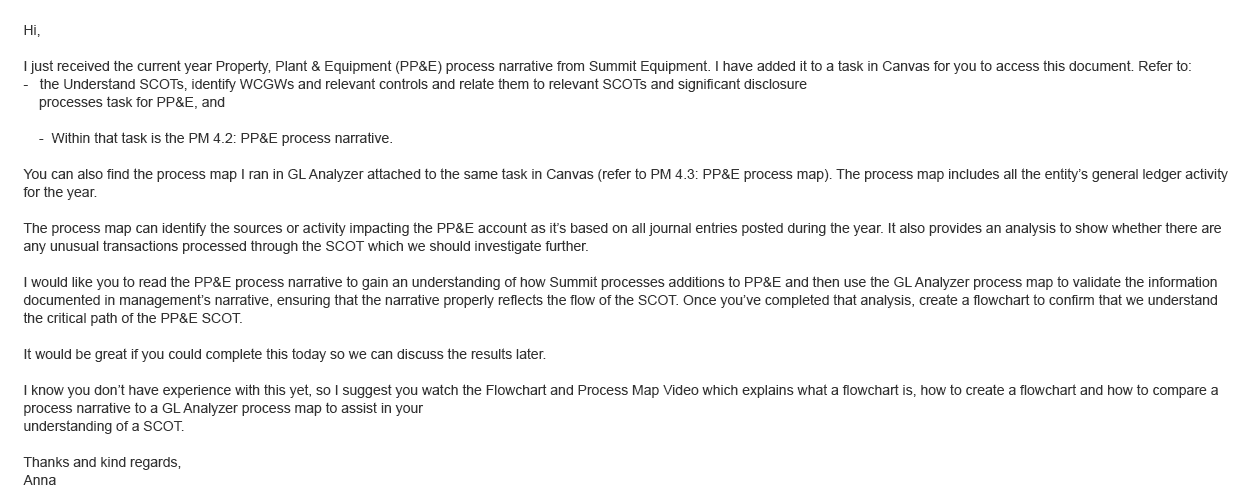 Hi,
I just received the current year Property, Plant & Equipment (PP&E) process narrative from Summit Equipment. I have added it to a task in Canvas for you to access this document. Refer to:
- the Understand SCOTs, identify WCGWs and relevant controls and relate them to relevant SCOTs and significant disclosure
processes task for PP&E, and
- Within that task is the PM 4.2: PP&E process narrative.
You can also find the process map I ran in GL Analyzer attached to the same task in Canvas (refer to PM 4.3: PP&E process map). The process map includes all the entity's general ledger activity
for the year.
The process map can identify the sources or activity impacting the PP&E account as it's based on all journal entries posted during the year. It also provides an analysis to show whether there are
any unusual transactions processed through the SCOT which we should investigate further.
I would like you to read the PP&E process narrative to gain an understanding of how Summit processes additions to PP&E and then use the GL Analyzer process map to validate the information
documented in management's narrative, ensuring that the narrative properly reflects the flow of the SCOT. Once you've completed that analysis, create a flowchart to confirm that we understand
the critical path of the PP&E SCOT.
It would be great if you could complete this today so we can discuss the results later.
I know you don't have experience with this yet, so I suggest you watch the Flowchart and Process Map Video which explains what a flowchart is, how to create a flowchart and how to compare a
process narrative to a GL Analyzer process map to assist in your
understanding of a SCOT.
Thanks and kind regards,
Anna